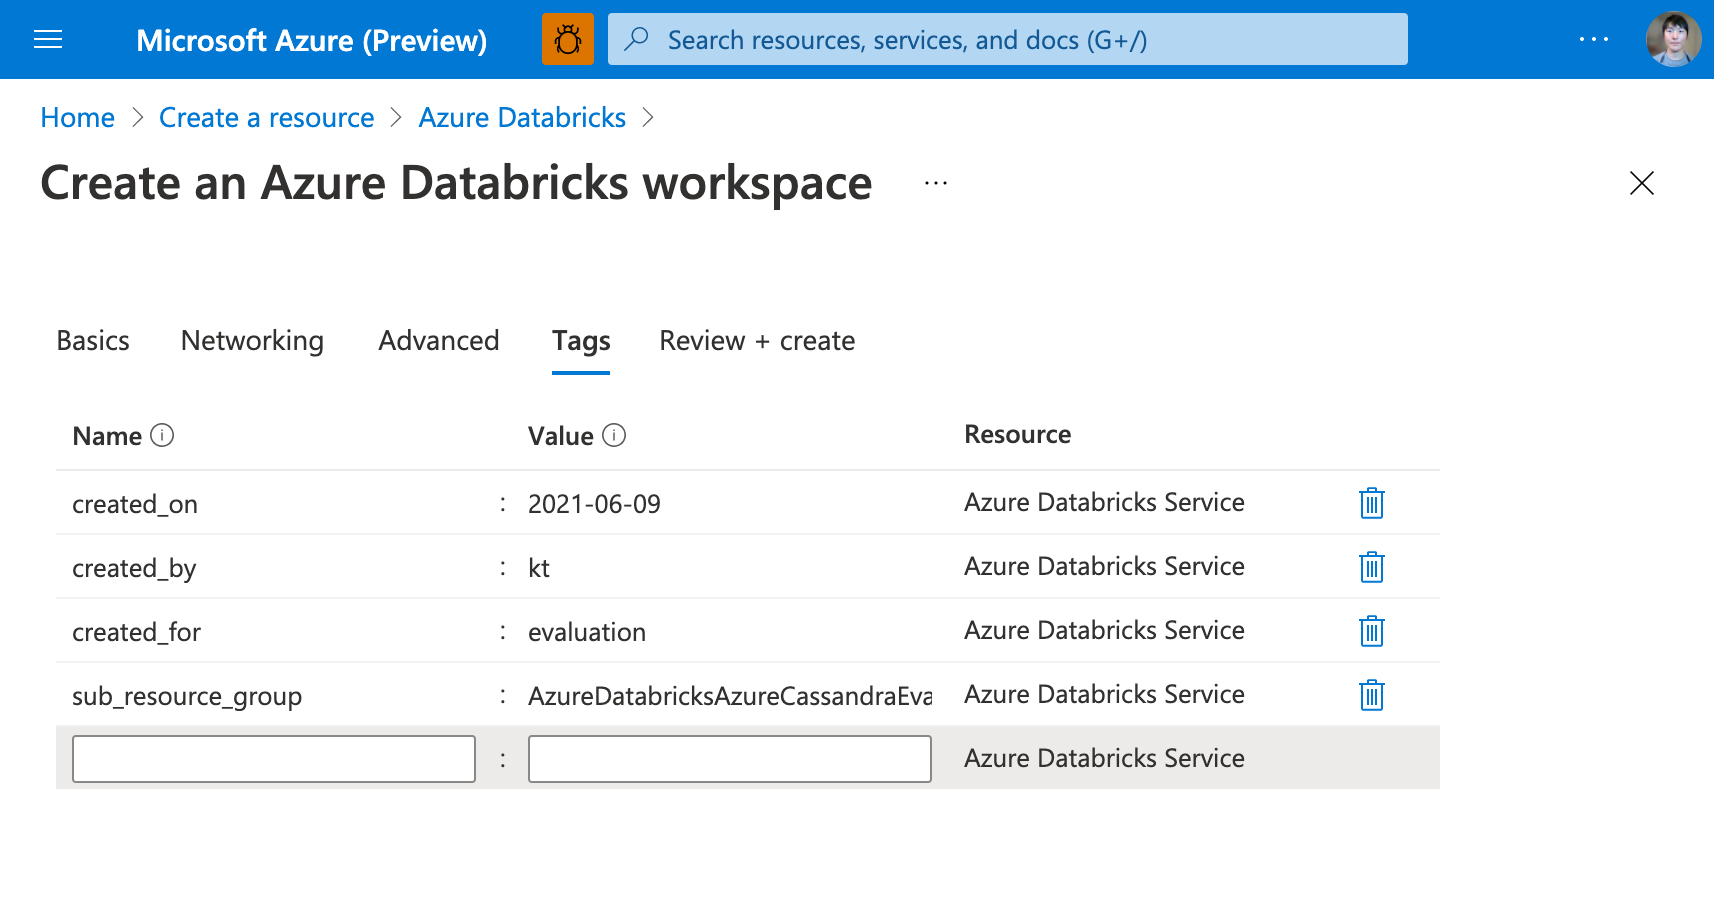 Microsoft Azure (Preview)
Search resources, services, and docs (G+/)
Home > Create a resource > Azure Databricks >
Create an Azure Databricks workspace ...
Basics Networking Advanced Tags Review + create
Name Value Resource
created_on : 2021-06-09 Azure Databricks Service
created_by : kt Azure Databricks Service
created_for : evaluation Azure Databricks Service
sub_resource_group : AzureDatabricksAzureCassandraEva Azure Databricks Service
: Azure Databricks Service